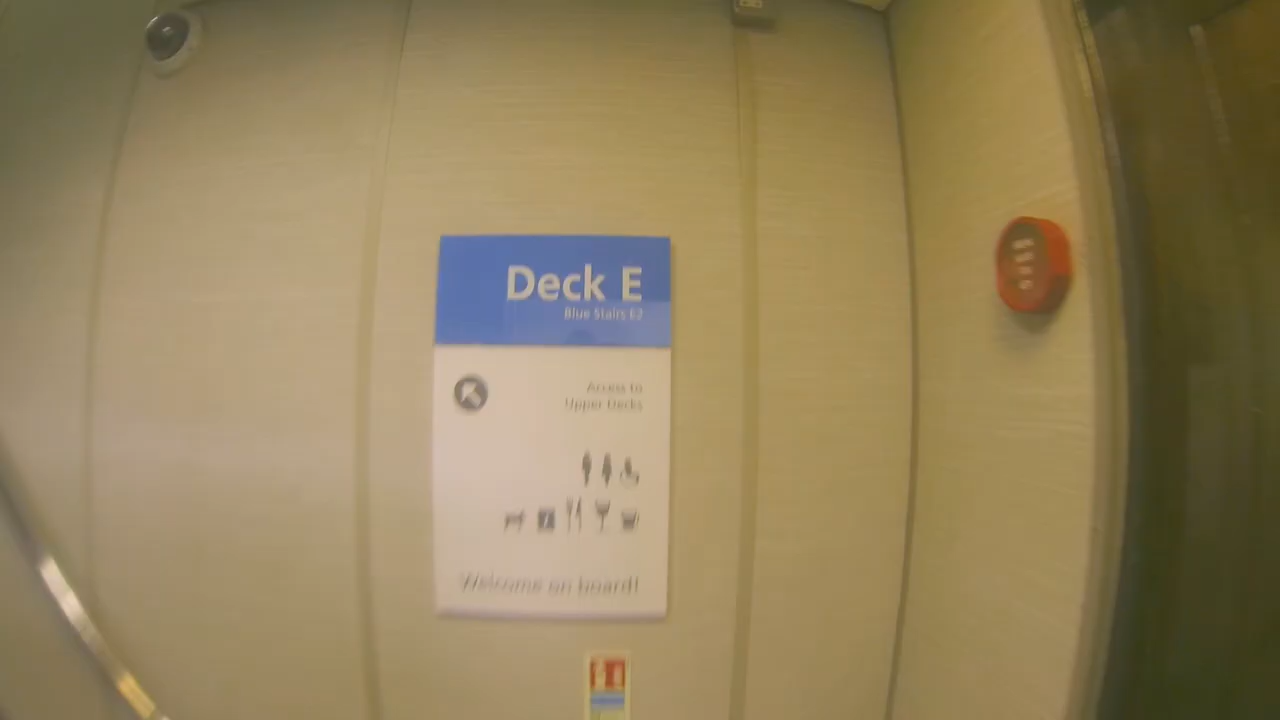 Deck E
Blue Stairs E2
Access to
Upper Decks
Welcome on board!